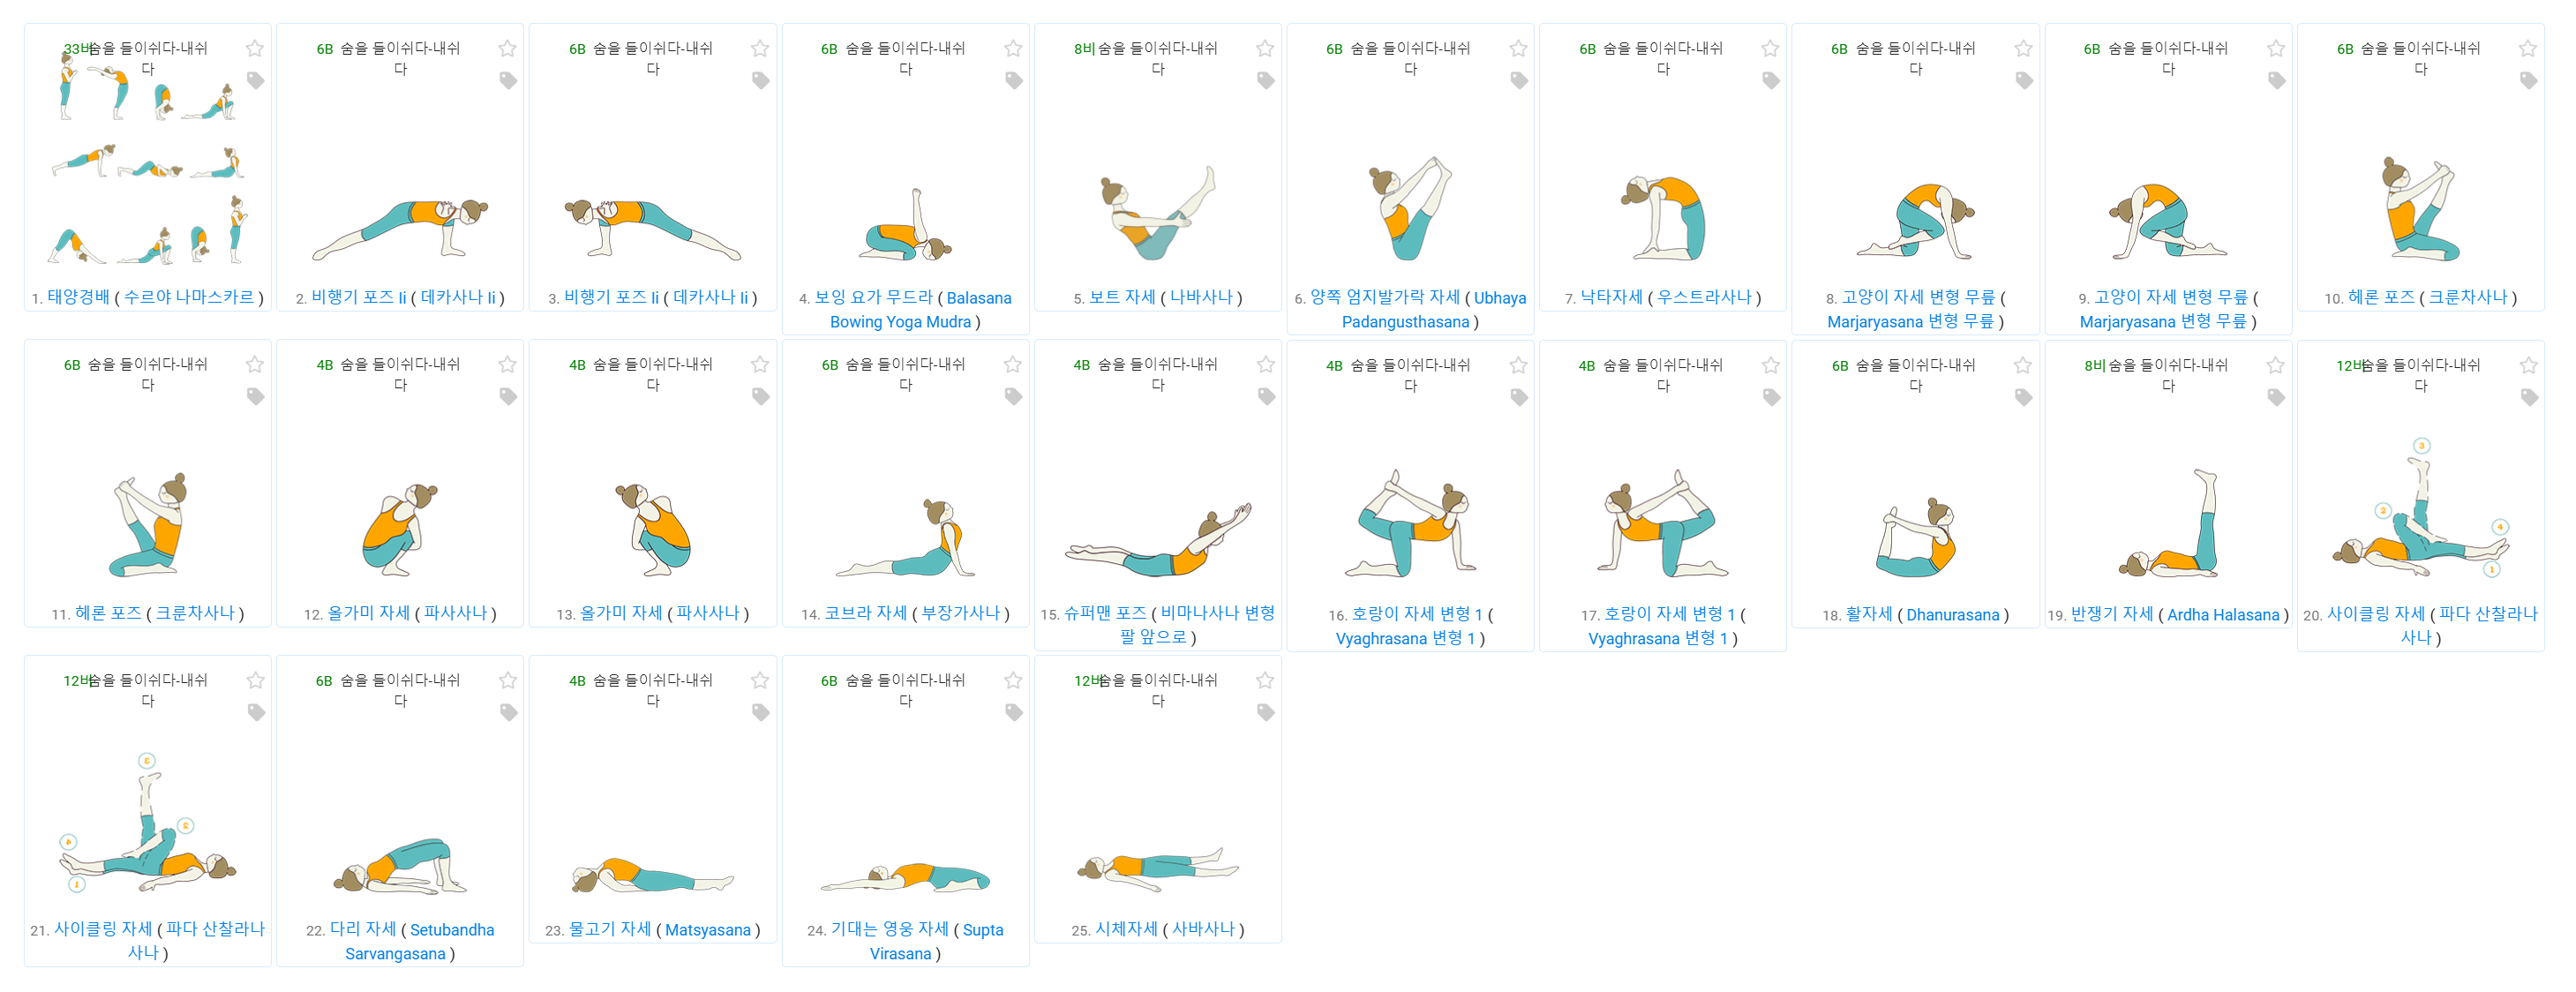 33비 숨을 들이쉬다-내쉬
다
1. 태양경배 ( 수르야 나마스카르 )
6B 숨을 들이쉬다-내쉬
다
2. 비행기 포즈 Ii ( 데카사나 Ii )
6B 숨을 들이쉬다-내쉬
다
3. 비행기 포즈 Ii ( 데카사나 Ii )
6B 숨을 들이쉬다-내쉬
다
4. 보잉 요가 무드라 ( Balasana
Bowing Yoga Mudra )
8비 숨을 들이쉬다-내쉬
다
5. 보트 자세 ( 나바사나 )
6B 숨을 들이쉬다-내쉬
다
6. 양쪽 엄지발가락 자세 ( Ubhaya
Padangusthasana )
6B 숨을 들이쉬다-내쉬
다
7. 낙타자세 ( 우스트라사나 )
6B 숨을 들이쉬다-내쉬
다
8. 고양이 자세 변형 무릎 (
Marjaryasana 변형 무릎 )
6B 숨을 들이쉬다-내쉬
다
9. 고양이 자세 변형 무릎 (
Marjaryasana 변형 무릎 )
6B 숨을 들이쉬다-내쉬
다
10. 헤론 포즈 ( 크룬차사나 )
6B 숨을 들이쉬다-내쉬
다
11. 헤론 포즈 ( 크룬차사나 )
4B 숨을 들이쉬다-내쉬
다
12. 올가미 자세 ( 파사사나 )
4B 숨을 들이쉬다-내쉬
다
13. 올가미 자세 ( 파사사나 )
6B 숨을 들이쉬다-내쉬
다
14. 코브라 자세 ( 부장가사나 )
4B 숨을 들이쉬다-내쉬
다
15. 슈퍼맨 포즈 ( 비마나사나 변형
팔 앞으로 )
4B 숨을 들이쉬다-내쉬
다
16. 호랑이 자세 변형 1 (
Vyaghrasana 변형 1 )
4B 숨을 들이쉬다-내쉬
다
17. 호랑이 자세 변형 1 (
Vyaghrasana 변형 1 )
6B 숨을 들이쉬다-내쉬
다
18. 활자세 ( Dhanurasana )
8비 숨을 들이쉬다-내쉬
다
19. 반쟁기 자세 ( Ardha Halasana )
12비 숨을 들이쉬다-내쉬
다
3
2
4
1
20. 사이클링 자세 ( 파다 산찰라나
사나 )
12비 숨을 들이쉬다-내쉬
다
3
2
4
1
21. 사이클링 자세 ( 파다 산찰라나
사나 )
6B 숨을 들이쉬다-내쉬
다
22. 다리 자세 ( Setubandha
Sarvangasana )
4B 숨을 들이쉬다-내쉬
다
23. 물고기 자세 ( Matsyasana )
6B 숨을 들이쉬다-내쉬
다
24. 기대는 영웅 자세 ( Supta
Virasana )
12비 숨을 들이쉬다-내쉬
다
25. 시체자세 ( 사바사나 )